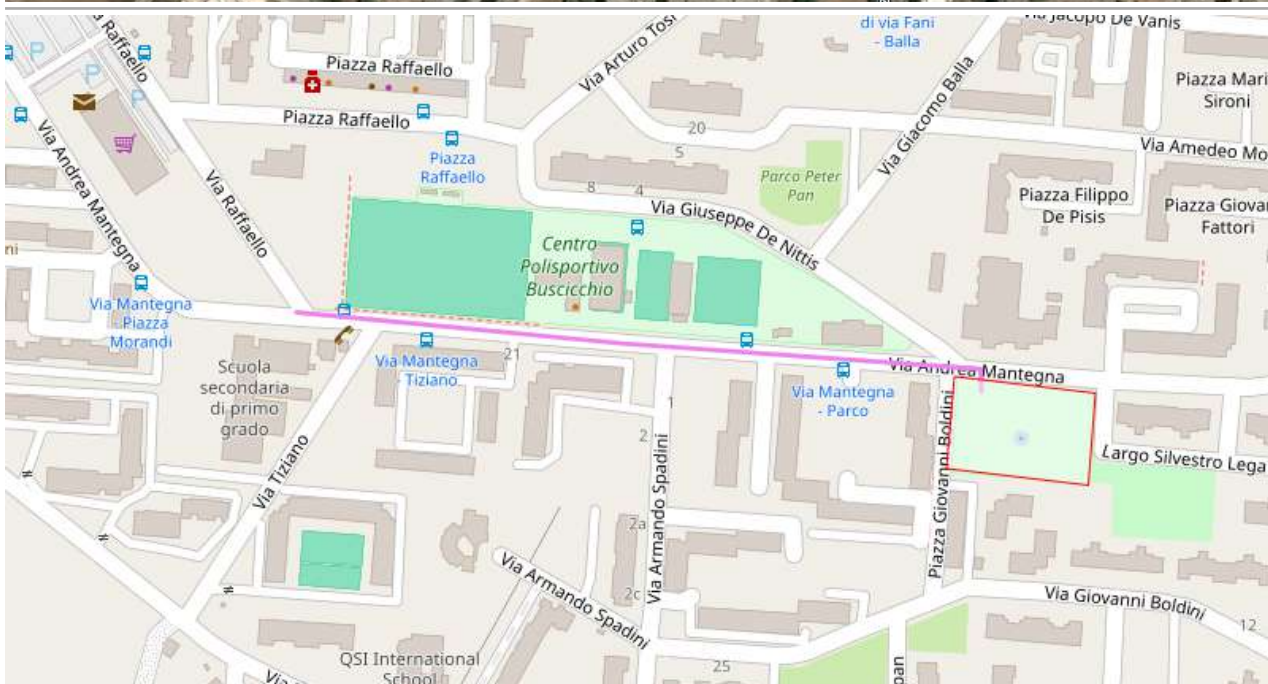 Via Raffaello
Piazza Raffaello
Via Arturo Tosi
di via Fani
- Balla
Via Jacopo De Vanis
Piazza Mari
Sironi
P
P
P
Piazza Raffaello
Via Giacomo Balla
Via Amedeo Mo
20
5
Piazza
Raffaello
Via Andrea Mantegna
Via Raffaello
8
4
Parco Peter
Pan
Piazza Filippo
De Pisis
Piazza Giovan
Fattori
Via Giuseppe De Nittis
Centro
Polisportivo
Buscicchio
ni
Via Mantegna
- Piazza
Morandi
Scuola
secondaria
di primo
grado
Via Mantegna
- Tiziano
21
Via Andrea Mantegna
Via Mantegna
- Parco
1
2
Via Armando Spadini
Piazza Giovanni Boldini
Largo Silvestro Lega
Via Tiziano
2a
2c
Via Armando Spadini
Via Giovanni Boldini
12
QSI International
School
25
pan
Via